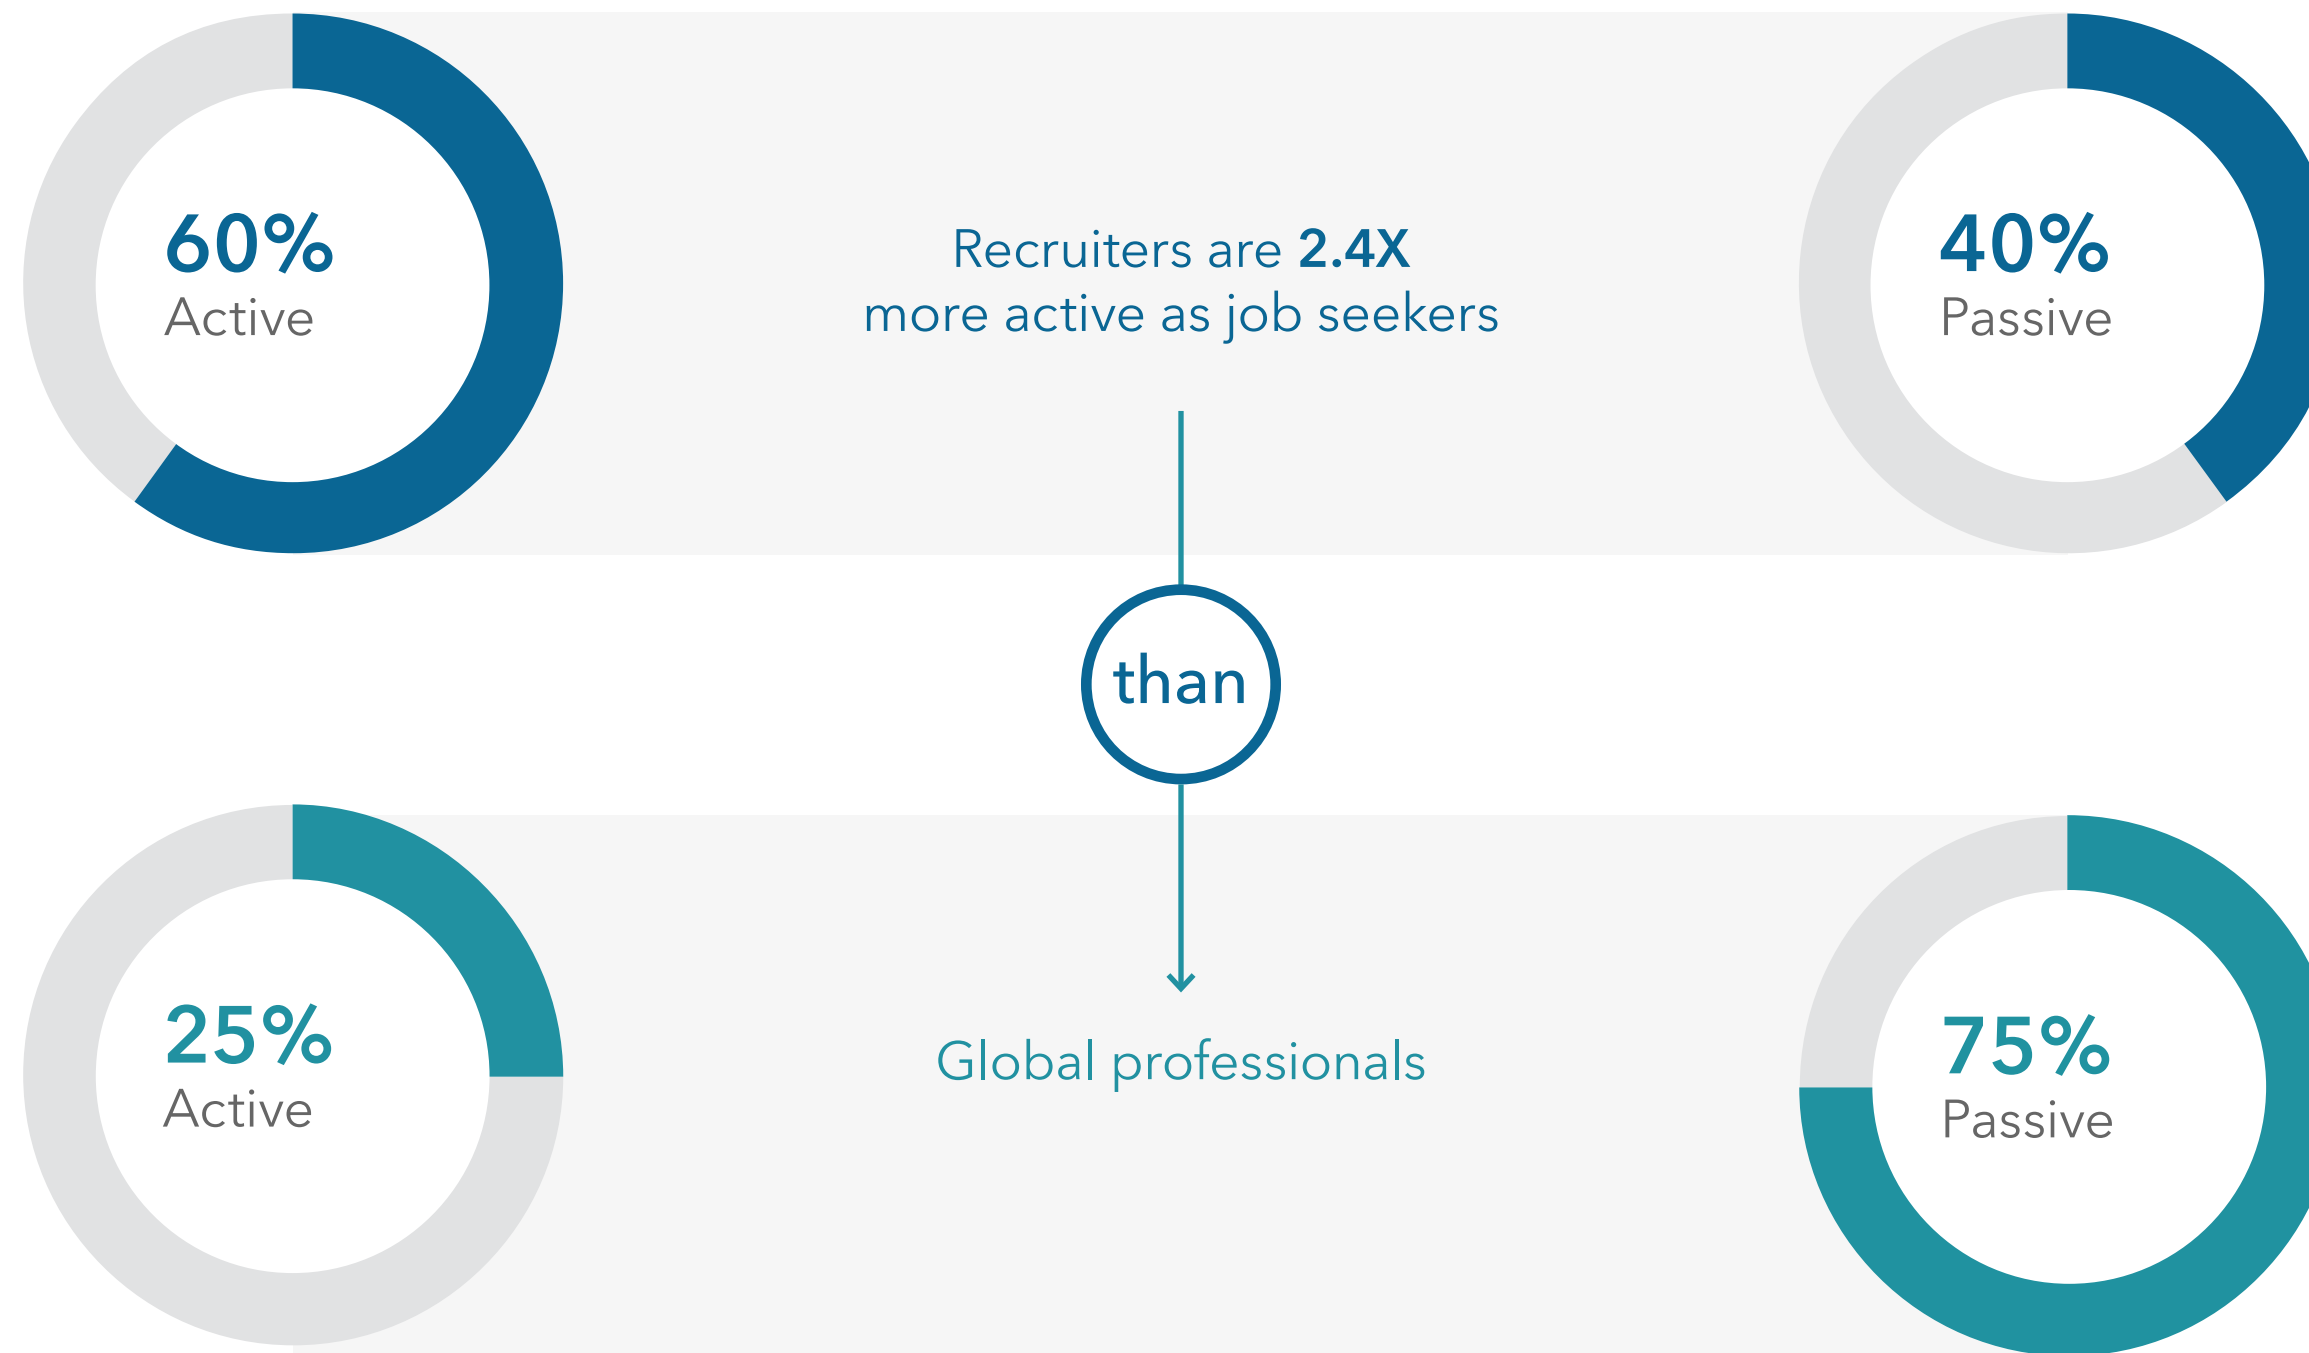 60%
Active
Recruiters are 2.4X
more active as job seekers
40%
Passive
than
25%
Active
Global professionals
75%
Passive